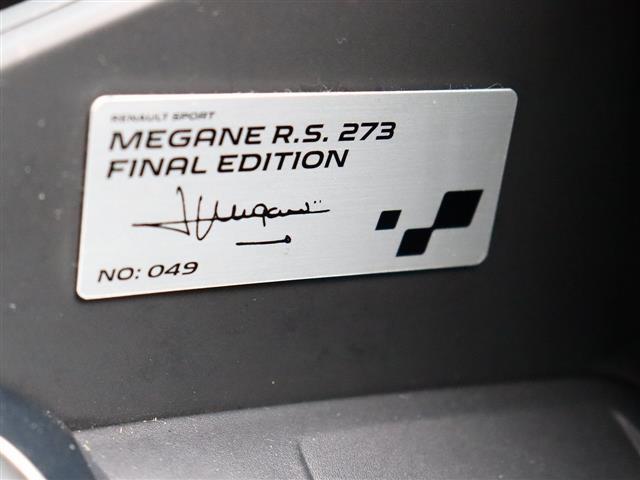 RENAULT SPORT
MEGANE R.S. 273
FINAL EDITION
NO: 049